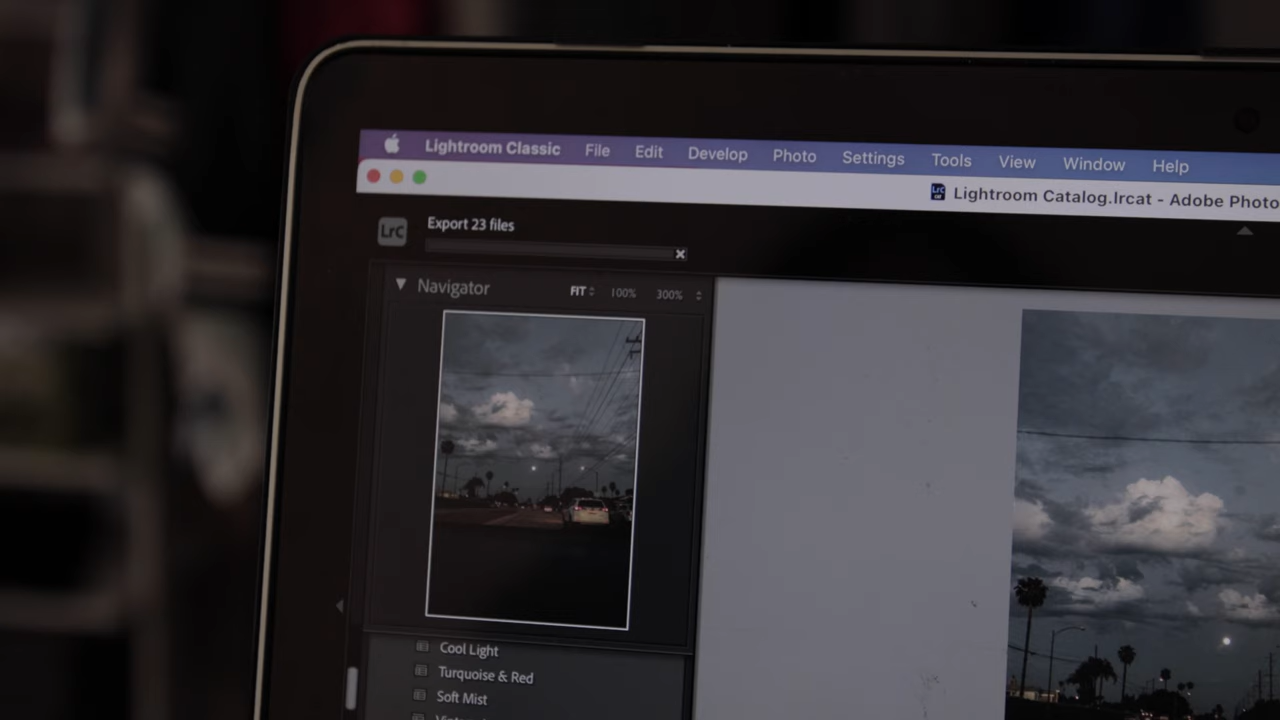 Lightroom Classic File Edit Develop Photo Settings Tools View Window Help
LrC Lightroom Catalog.lrcat - Adobe Photo
LrC
Export 23 files
Navigator FIT 100% 300%
Cool Light
Turquoise & Red
Soft Mist